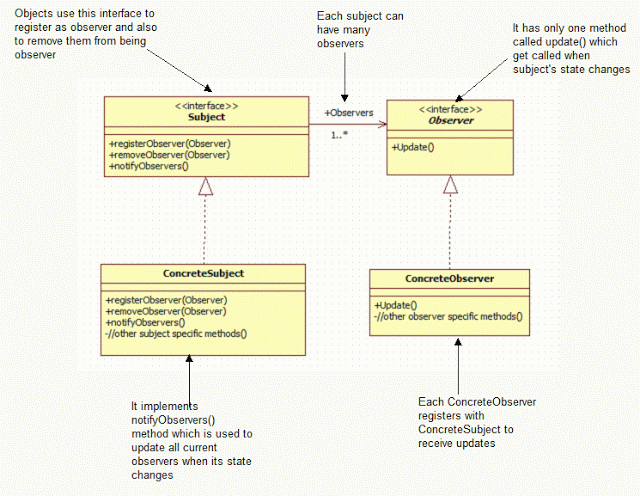 Objects use this interface to
register as observer and also
to remove them from being
observer
Each subject can
have many
observers
It has only one method
called update() which
get called when
subject's state changes
<<interface>>
Subject
+registerObserver(Observer)
+removeObserver(Observer)
+notifyObservers()
+Observers
1..*
<<interface>>
Observer
+Update()
ConcreteSubject
+registerObserver(Observer)
+removeObserver(Observer)
+notifyObservers()
-//other subject specific methods()
ConcreteObserver
+Update()
-//other observer specific methods()
It implements
notifyObservers()
method which is used to
update all current
observers when its state
changes
Each ConcreteObserver
registers with
ConcreteSubject to
receive updates